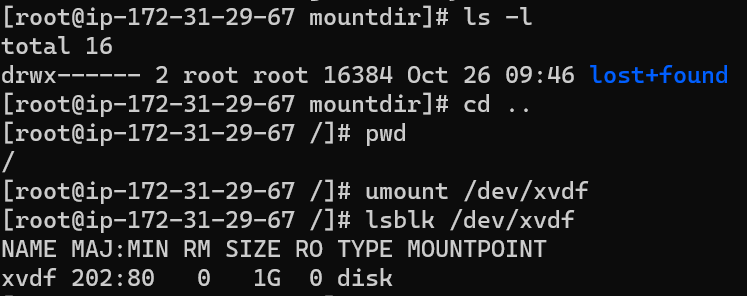 [root@ip-172-31-29-67 mountdir]# ls -l
total 16
drwx------ 2 root root 16384 Oct 26 09:46 lost+found
[root@ip-172-31-29-67 mountdir]# cd ..
[root@ip-172-31-29-67 /]# pwd
/
[root@ip-172-31-29-67 /]# umount /dev/xvdf
[root@ip-172-31-29-67 /]# lsblk /dev/xvdf
NAME MAJ:MIN RM SIZE RO TYPE MOUNTPOINT
xvdf 202:80   0   1G  0 disk